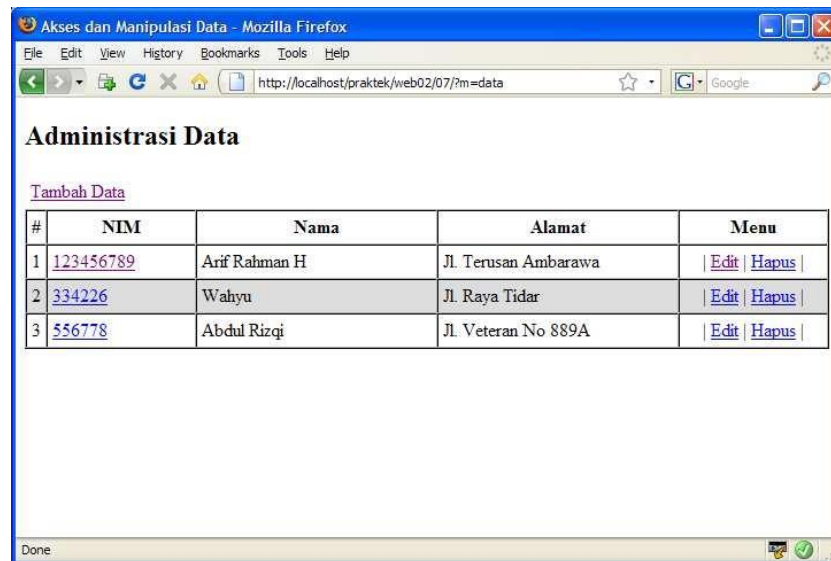 Akses dan Manipulasi Data - Mozilla Firefox
File Edit View History Bookmarks Tools Help
http://localhost/praktek/web02/07/?m=data G Google
Administrasi Data
Tambah Data
# NIM Nama Alamat Menu
1 123456789 Arif Rahman H Jl. Terusan Ambarawa | Edit | Hapus |
2 334226 Wahyu Jl. Raya Tidar | Edit | Hapus |
3 556778 Abdul Rizqi Jl. Veteran No 889A | Edit | Hapus |
Done